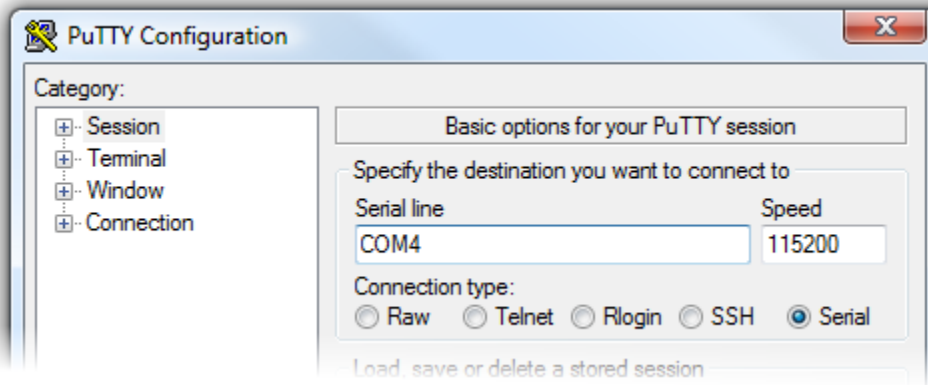 PuTTY Configuration
Category:
Session
Terminal
Window
Connection
Basic options for your PuTTY session
Specify the destination you want to connect to
Serial line Speed
COM4 115200
Connection type:
Raw Telnet Rlogin SSH Serial
Load, save or delete a stored session